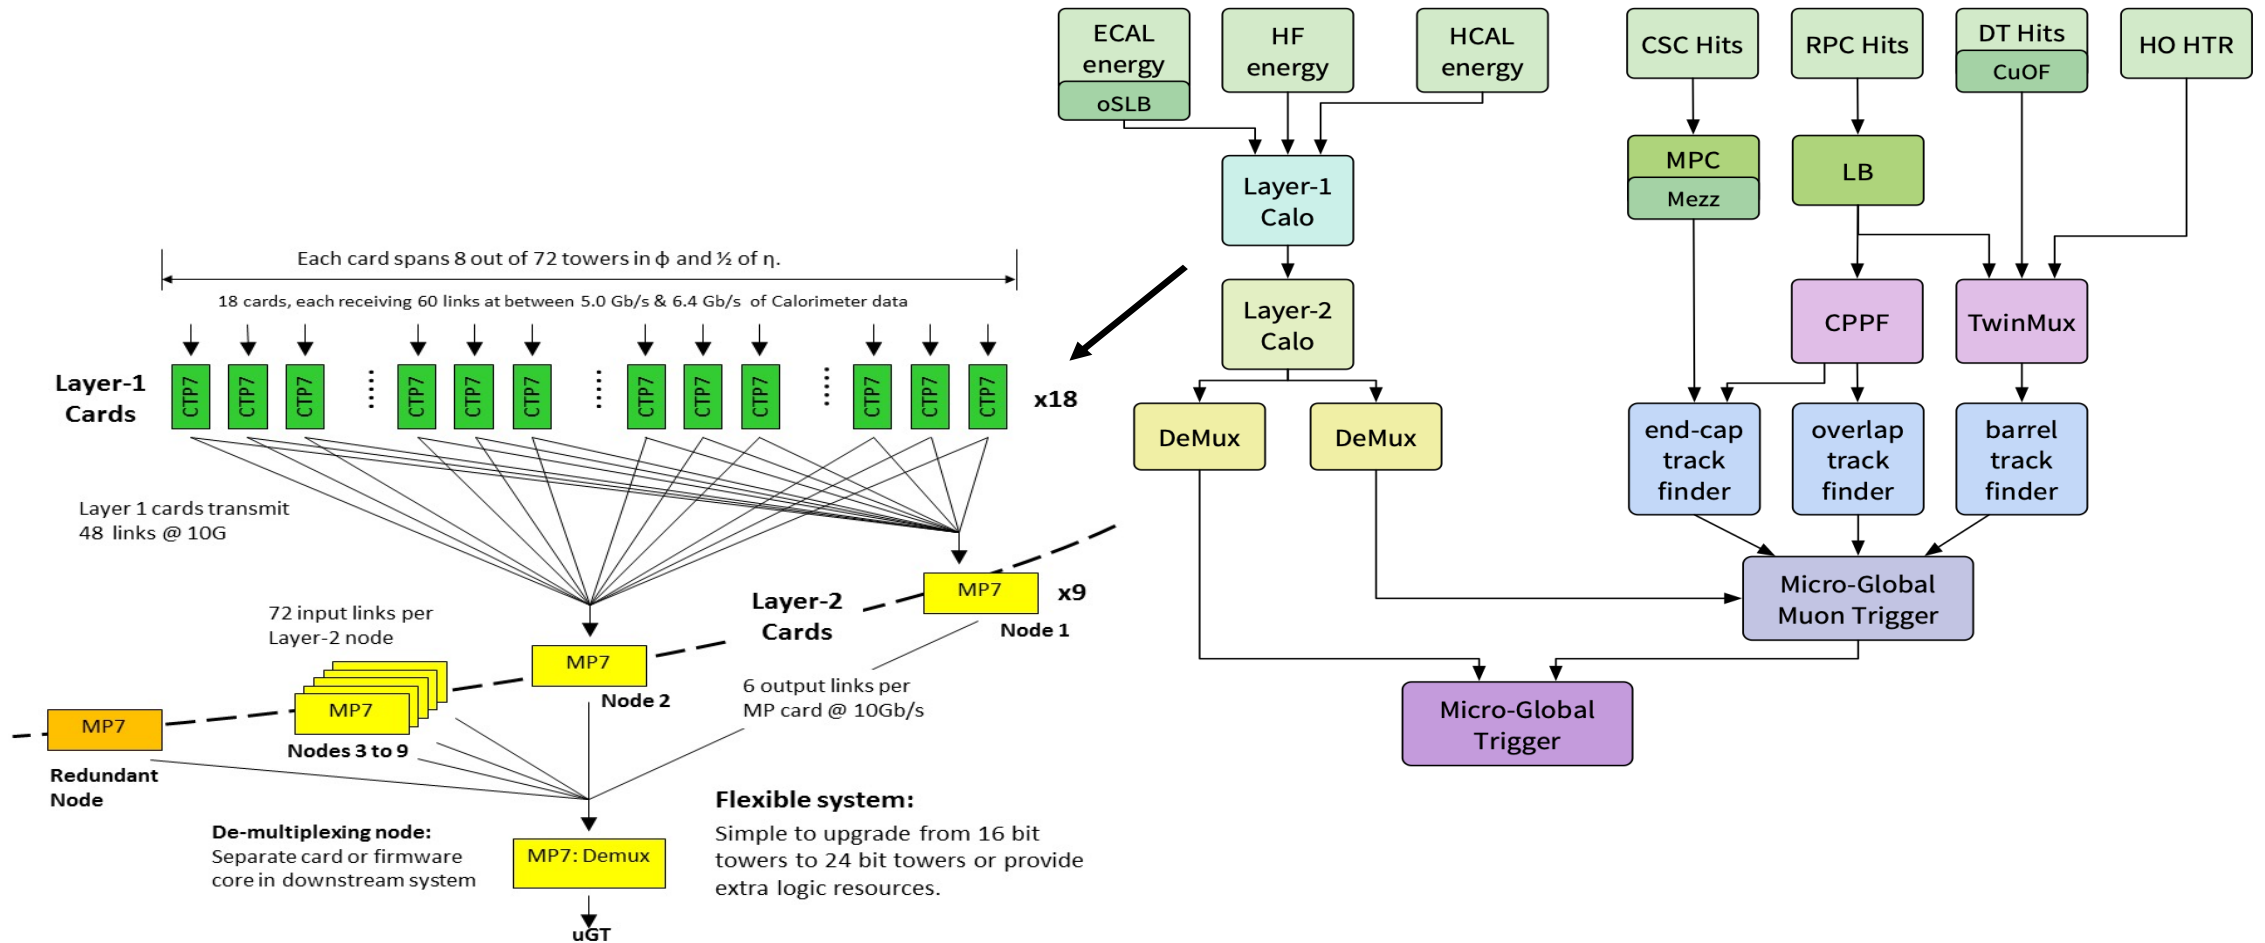 Each card spans 8 out of 72 towers in ϕ and ½ of η.
18 cards, each receiving 60 links at between 5.0 Gb/s & 6.4 Gb/s of Calorimeter data
Layer-1
Cards
CTP7
CTP7
CTP7
CTP7
CTP7
CTP7
CTP7
CTP7
CTP7
CTP7
CTP7
CTP7
x18
Layer 1 cards transmit
48 links @ 10G
72 input links per
Layer-2 node
Layer-2
Cards
MP7
x9
Node 1
MP7
Node 2
MP7
Nodes 3 to 9
MP7
Redundant
Node
6 output links per
MP card @ 10Gb/s
De-multiplexing node:
Separate card or firmware
core in downstream system
MP7: Demux
uGT
Flexible system:
Simple to upgrade from 16 bit
towers to 24 bit towers or provide
extra logic resources.
ECAL
energy
oSLB
HF
energy
HCAL
energy
Layer-1
Calo
Layer-2
Calo
DeMux
DeMux
CSC Hits
RPC Hits
DT Hits
CuOF
HO HTR
MPC
Mezz
LB
CPPF
TwinMux
end-cap
track
finder
overlap
track
finder
barrel
track
finder
Micro-Global
Muon Trigger
Micro-Global
Trigger